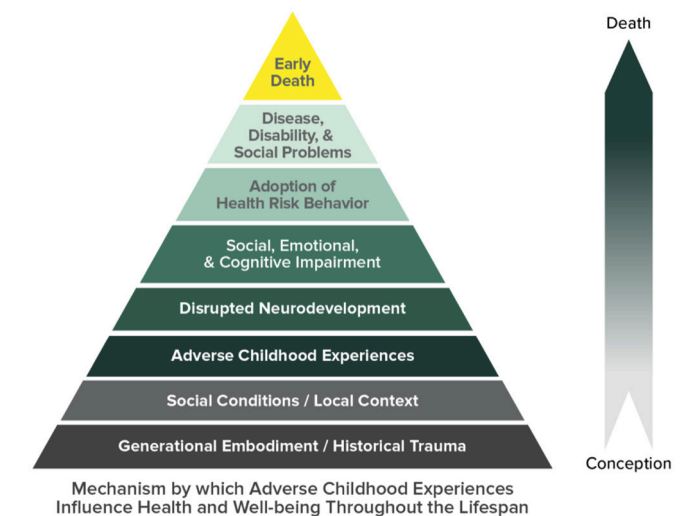 Death
Early
Death
Disease,
Disability, &
Social Problems
Adoption of
Health Risk Behavior
Social, Emotional,
& Cognitive Impairment
Disrupted Neurodevelopment
Adverse Childhood Experiences
Social Conditions / Local Context
Generational Embodiment / Historical Trauma
Conception
Mechanism by which Adverse Childhood Experiences
Influence Health and Well-being Throughout the Lifespan